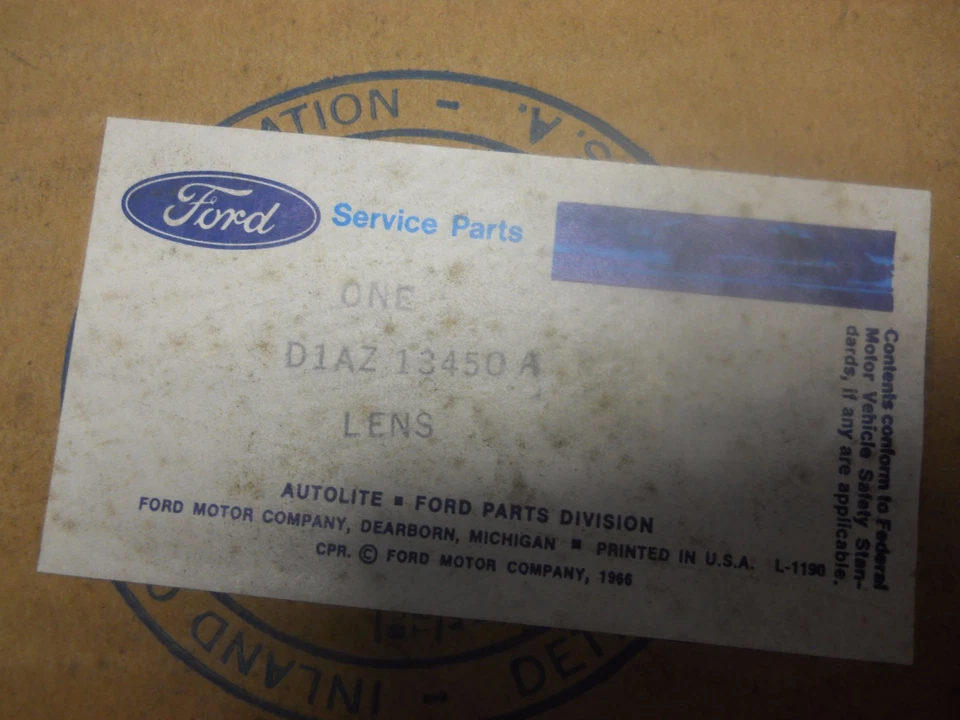 ATION - S.A.
Ford Service Parts
ONE
D1AZ 13450 A
LENS
AUTOLITE ▪ FORD PARTS DIVISION
FORD MOTOR COMPANY, DEARBORN, MICHIGAN ▪ PRINTED IN U.S.A. L-1190
CPR. © FORD MOTOR COMPANY, 1966
Contents conform to Federal
Motor Vehicle Safety Stan-
dards, if any are applicable.
INLAND - DET